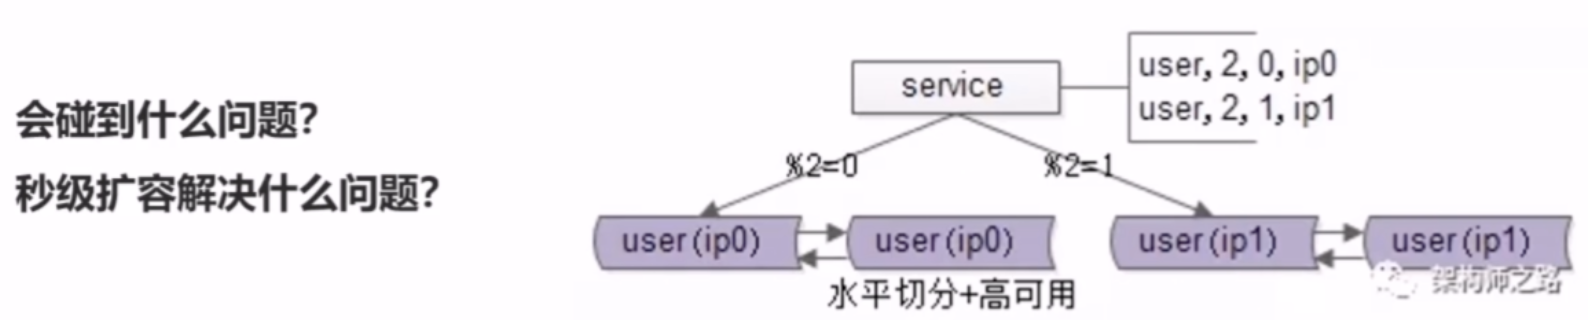 会碰到什么问题?
秒级扩容解决什么问题?
service
user, 2, 0, ip0
user, 2, 1, ip1
%2=0
%2=1
user(ip0)
user(ip0)
user(ip1)
user(ip1)
水平切分+高可用
架构师之路